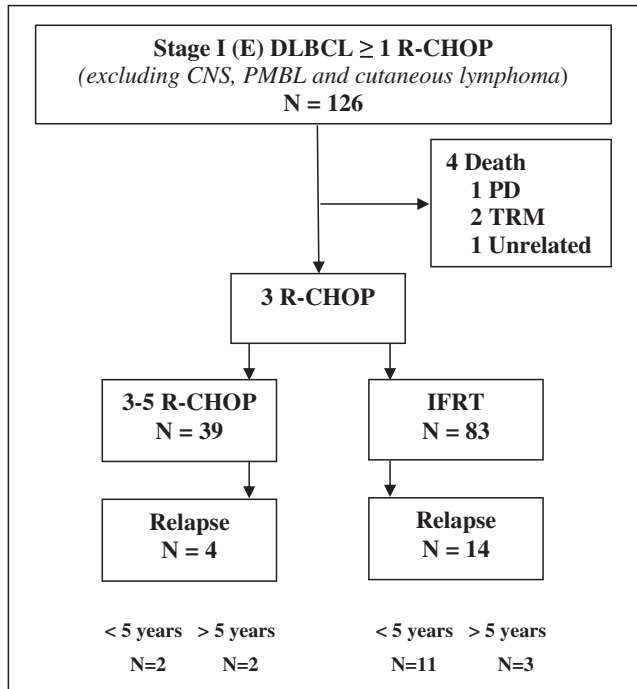 Stage I (E) DLBCL ≥ 1 R-CHOP
(excluding CNS, PMBL and cutaneous lymphoma)
N = 126
4 Death
1 PD
2 TRM
1 Unrelated
3 R-CHOP
3-5 R-CHOP
N = 39
IFRT
N = 83
Relapse
N = 4
Relapse
N = 14
< 5 years > 5 years
N=2 N=2
< 5 years > 5 years
N=11 N=3